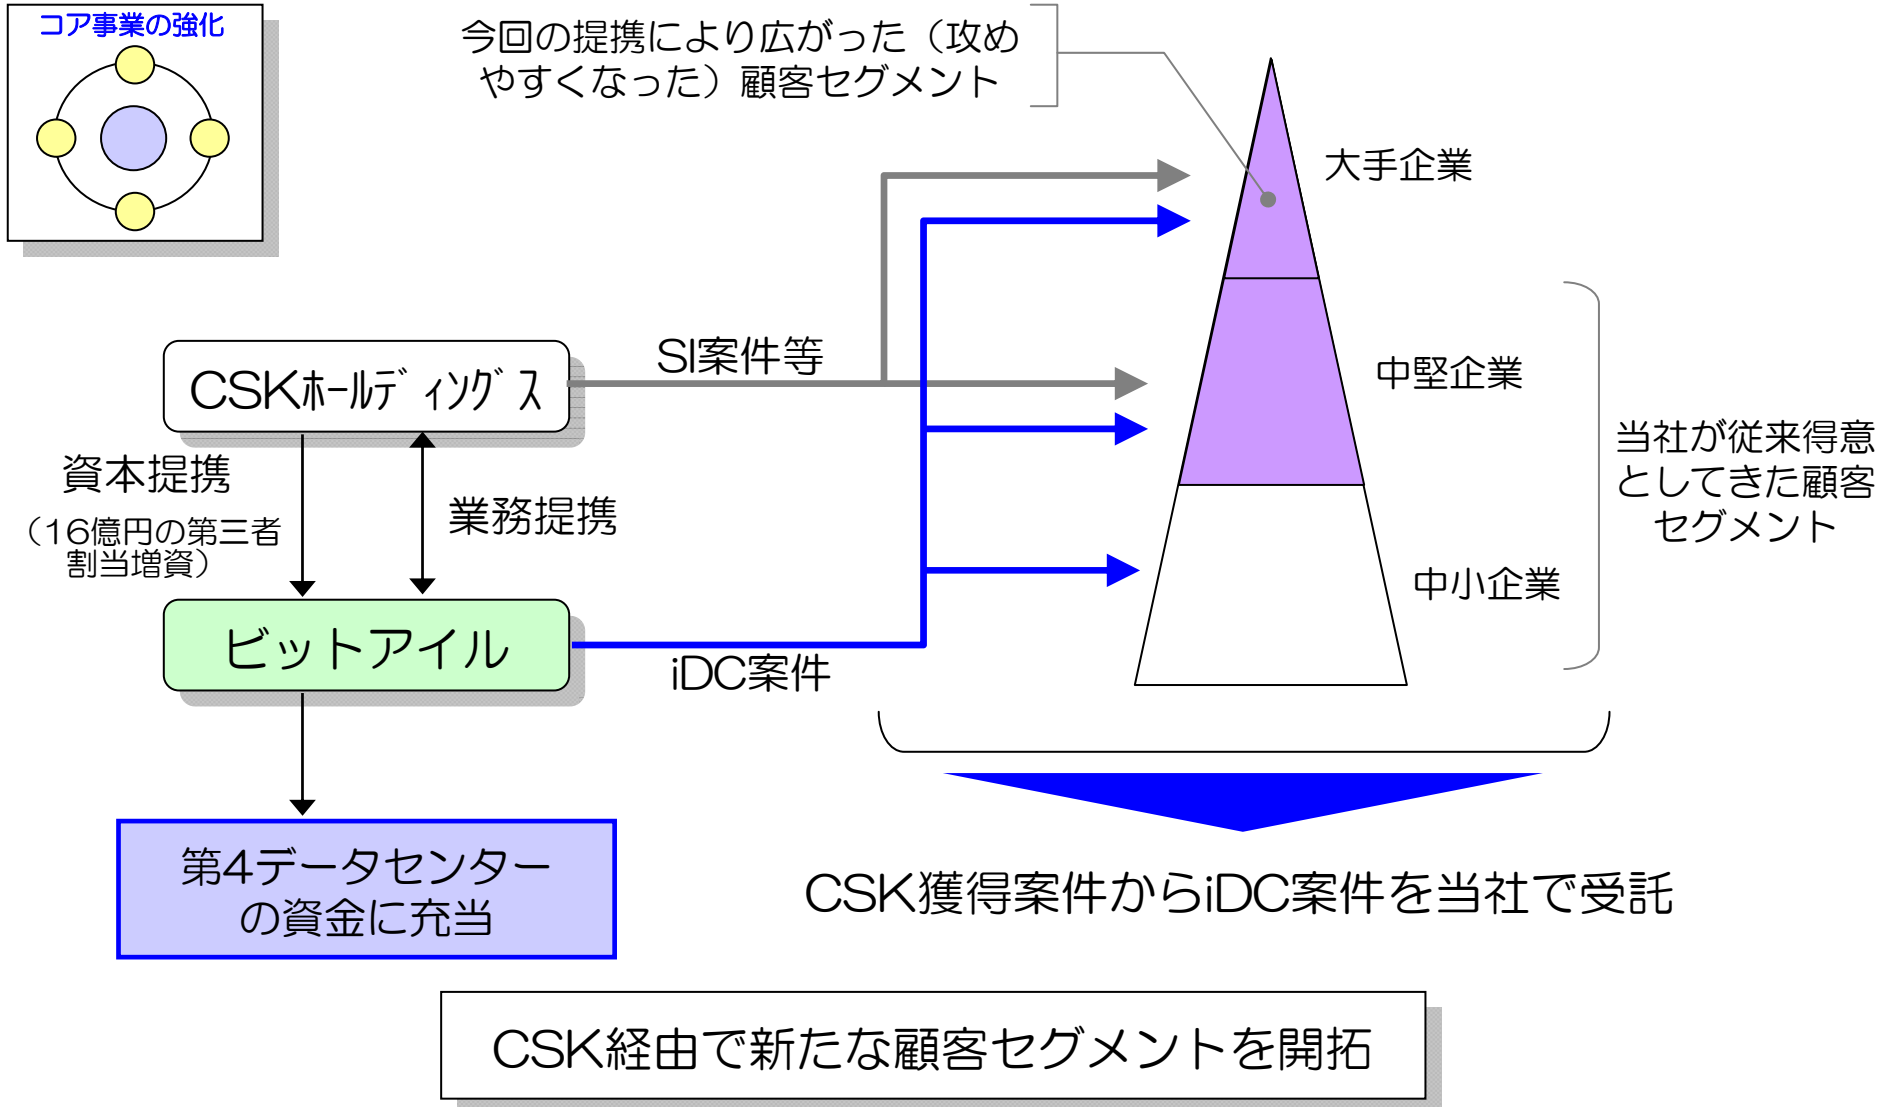 コア事業の強化
今回の提携により広がった（攻め
やすくなった）顧客セグメント
大手企業
SI案件等
CSKﾎｰﾙﾃﾞｨﾝｸﾞｽ
中堅企業
当社が従来得意
としてきた顧客
セグメント
資本提携
（16億円の第三者
割当増資）
業務提携
中小企業
ビットアイル
iDC案件
第4データセンター
の資金に充当
CSK獲得案件からiDC案件を当社で受託
CSK経由で新たな顧客セグメントを開拓